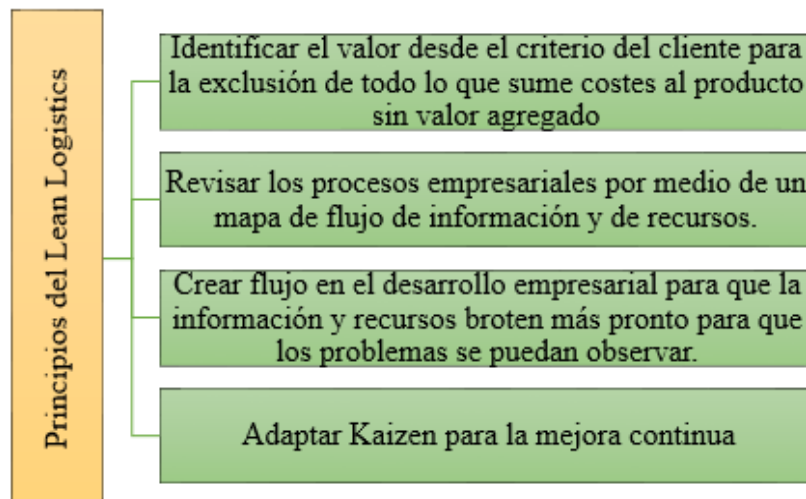 Principios del Lean Logistics
Identificar el valor desde el criterio del cliente para
la exclusión de todo lo que sume costes al producto
sin valor agregado
Revisar los procesos empresariales por medio de un
mapa de flujo de información y de recursos.
Crear flujo en el desarrollo empresarial para que la
información y recursos broten más pronto para que
los problemas se puedan observar.
Adaptar Kaizen para la mejora continua